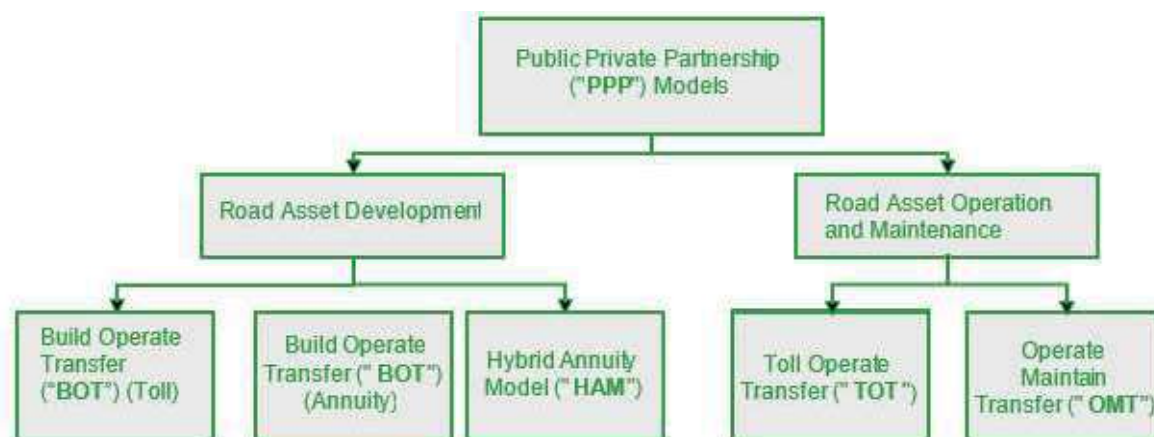 Public Private Partnership
("PPP") Models
Road Asset Development
Road Asset Operation
and Maintenance
Build Operate
Transfer
("BOT") (Toll)
Build Operate
Transfer (" BOT")
(Annuity)
Hybrid Annuity
Model (" HAM")
Toll Operate
Transfer (" TOT ")
Operate
Maintain
Transfer (" OMT")